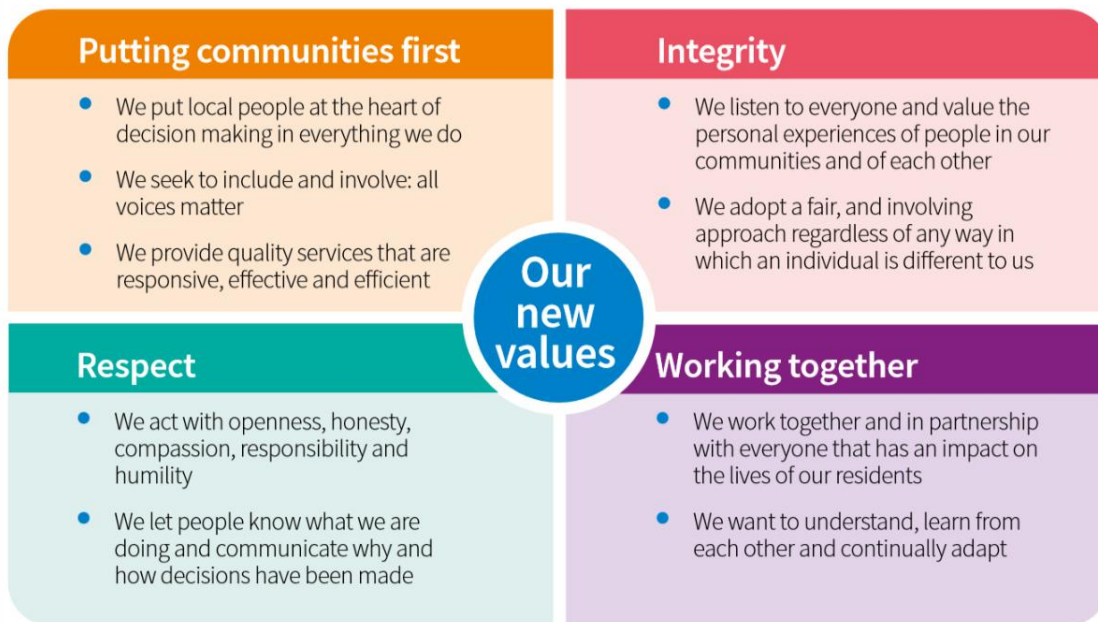 Putting communities first
• We put local people at the heart of
decision making in everything we do
• We seek to include and involve: all
voices matter
• We provide quality services that are
responsive, effective and efficient
Integrity
• We listen to everyone and value the
personal experiences of people in our
communities and of each other
• We adopt a fair, and involving
approach regardless of any way in
which an individual is different to us
Our
new
values
Respect
• We act with openness, honesty,
compassion, responsibility and
humility
• We let people know what we are
doing and communicate why and
how decisions have been made
Working together
• We work together and in partnership
with everyone that has an impact on
the lives of our residents
• We want to understand, learn from
each other and continually adapt